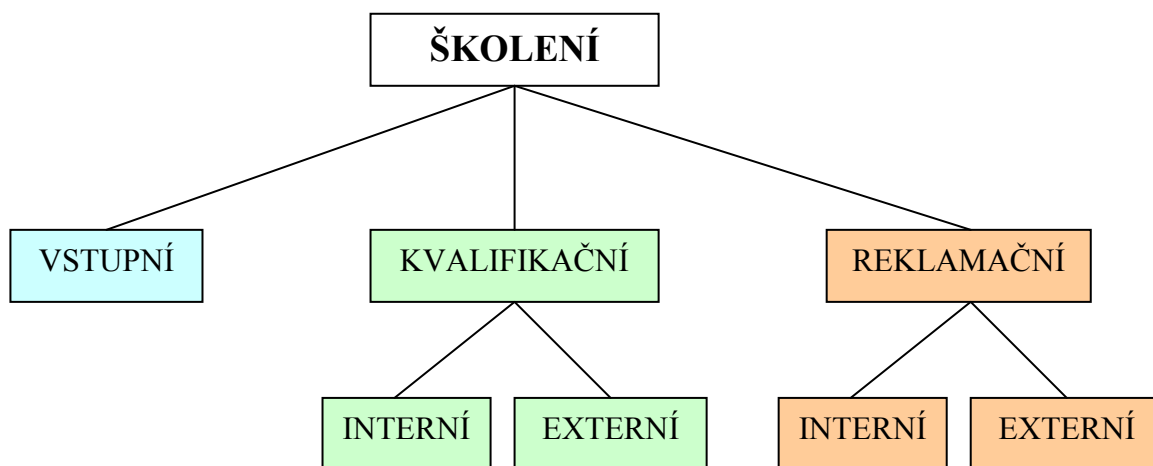 ŠKOLENÍ
VSTUPNÍ
KVALIFIKAČNÍ
REKLAMAČNÍ
INTERNÍ
EXTERNÍ
INTERNÍ
EXTERNÍ